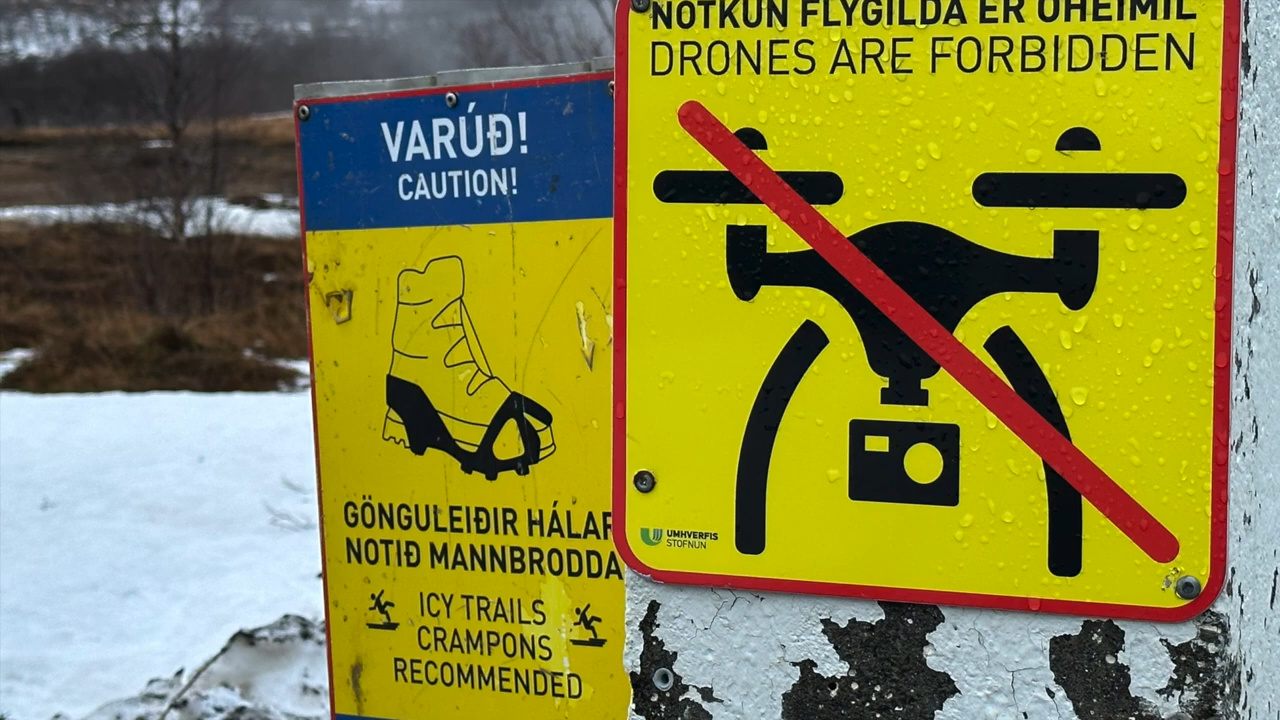 VARÚÐ!
CAUTION!
GÖNGULEIÐIR HÁLAR
NOTIÐ MANNBRODDA
ICY TRAILS
CRAMPONS
RECOMMENDED
NOTKUN FLYGILDA ER ÓHEIMIL
DRONES ARE FORBIDDEN
UMHVERFIS
STOFNUN